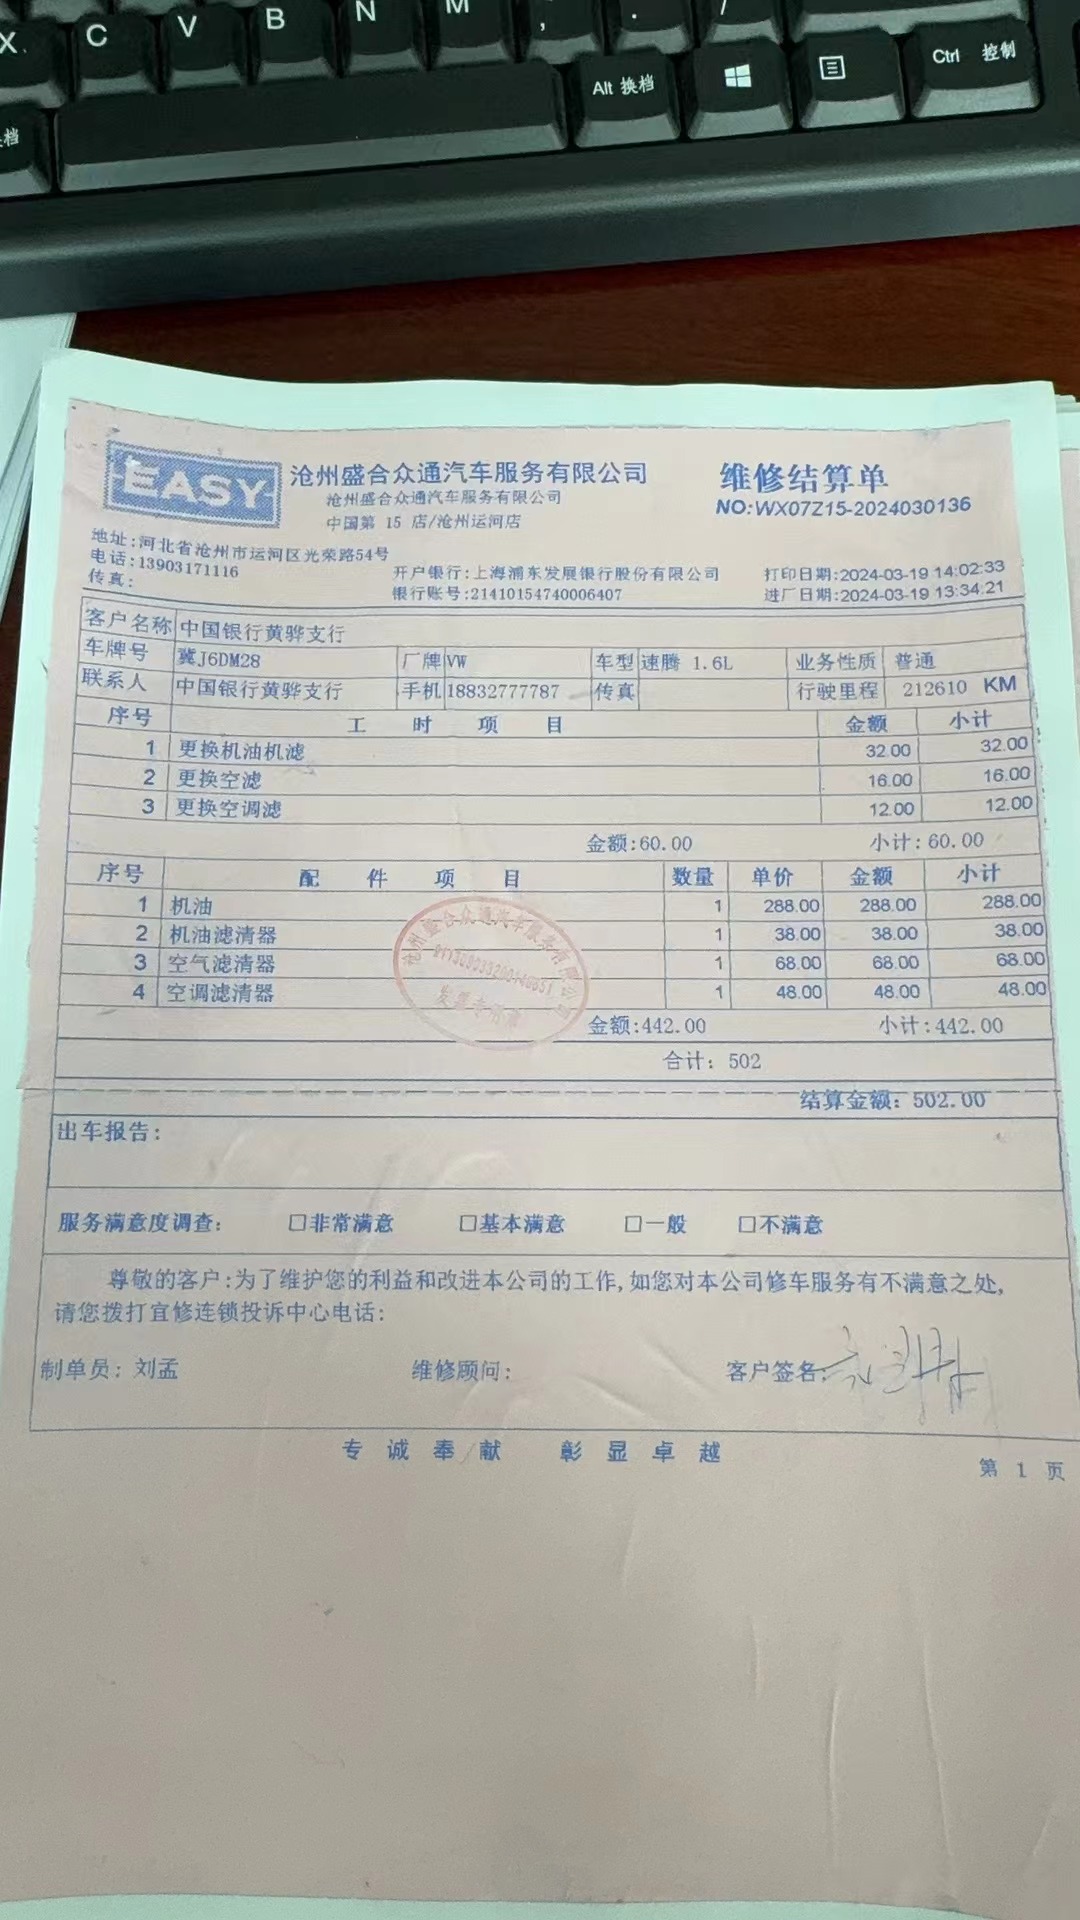 X C V B N M , . /
换档 Alt 换档 Ctrl 控制
EASY 沧州盛合众通汽车服务有限公司 维修结算单
沧州盛合众通汽车服务有限公司 NO:WX07Z15-2024030136
中国第 15 店/沧州运河店
地址:河北省沧州市运河区光荣路54号
电话:13903171116 开户银行:上海浦东发展银行股份有限公司 打印日期:2024-03-19 14:02:33
传真: 银行账号:21410154740006407 进厂日期:2024-03-19 13:34:21
客户名称 中国银行黄骅支行
车牌号 冀J6DM28 厂牌 VW 车型 速腾 1.6L 业务性质 普通
联系人 中国银行黄骅支行 手机 18832777787 传真 行驶里程 212610 KM
序号 工 时 项 目 金额 小计
1 更换机油机滤 32.00 32.00
2 更换空滤 16.00 16.00
3 更换空调滤 12.00 12.00
金额:60.00 小计:60.00
序号 配 件 项 目 数量 单价 金额 小计
1 机油 1 288.00 288.00 288.00
2 机油滤清器 1 38.00 38.00 38.00
3 空气滤清器 1 68.00 68.00 68.00
4 空调滤清器 1 48.00 48.00 48.00
沧州盛合众通汽车服务有限公司
发票专用章
金额:442.00 小计:442.00
合计: 502
结算金额: 502.00
出车报告:
服务满意度调查: □非常满意 □基本满意 □一般 □不满意
尊敬的客户:为了维护您的利益和改进本公司的工作,如您对本公司修车服务有不满意之处,
请您拨打宜修连锁投诉中心电话:
制单员: 刘孟 维修顾问: 客户签名:
专 诚 奉 献 彰 显 卓 越
第 1 页